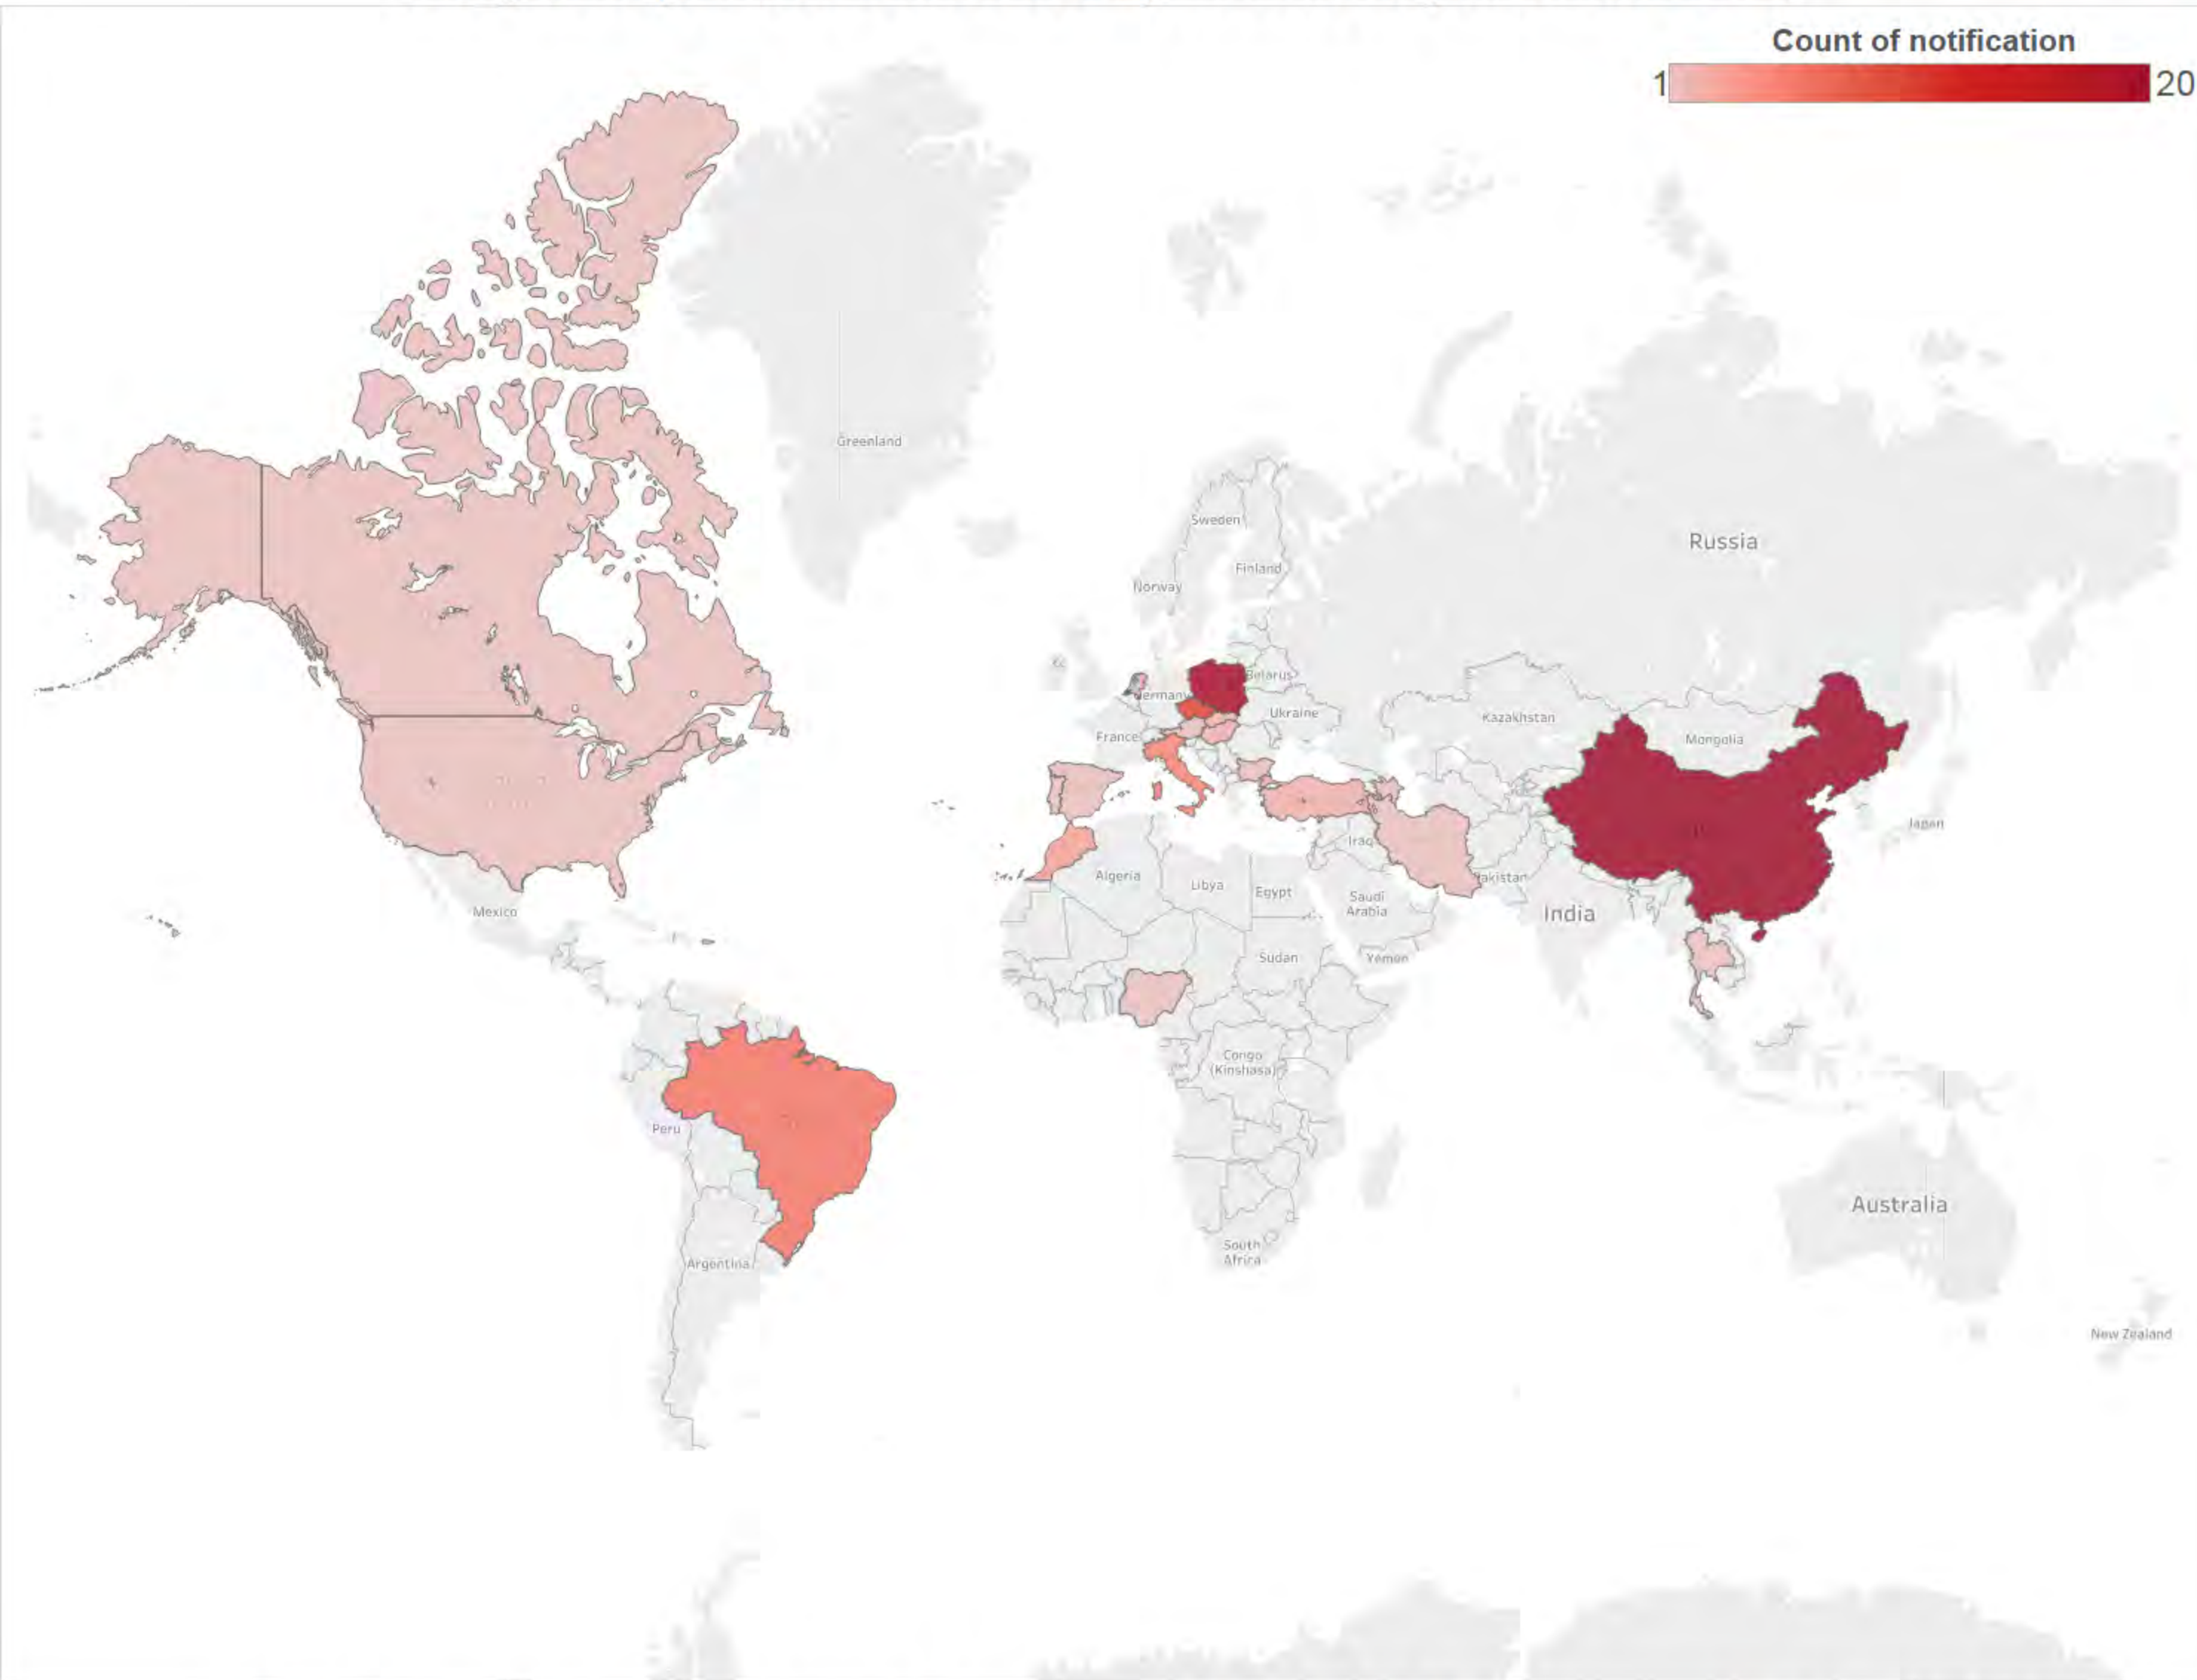 Count of notification
1
20
Greenland
Sweden
Russia
Finland
Norway
Belarus
Germany
Ukraine
Kazakhstan
France
Mongolia
Japan
Iraq
Algeria
Pakistan
Libya
Egypt
Saudi
Arabia
India
Mexico
Sudan
Yemen
Congo
(Kinshasa)
Peru
Australia
South
Africa
Argentina
New Zealand